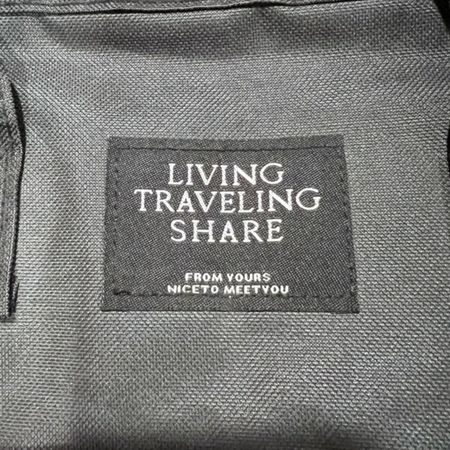 LIVING
TRAVELING
SHARE
FROM YOURS
NICETO MEETYOU